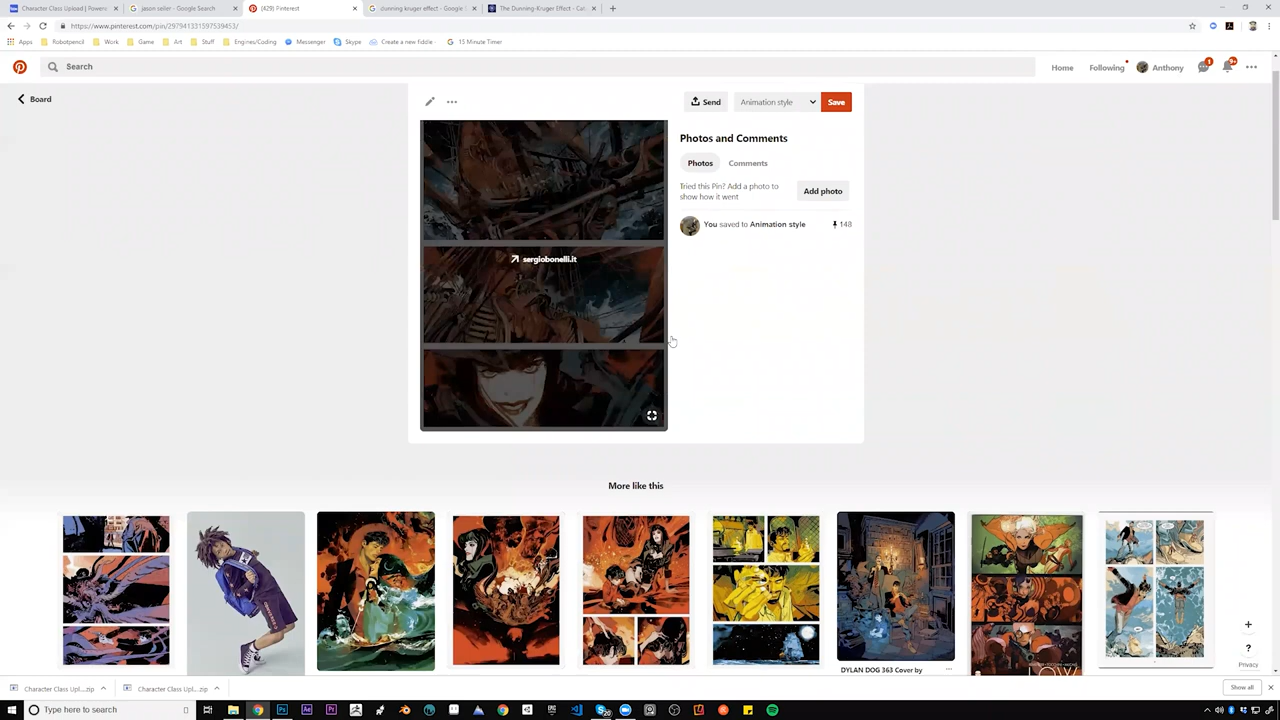 Character Class Upload | Powere
jason seiler - Google Search
(429) Pinterest
dunning kruger effect - Google
The Dunning-Kruger Effect - Cat
https://www.pinterest.com/pin/297941331597539453/
Apps
Robotpencil
Work
Game
Art
Stuff
Engines/Coding
Messenger
Skype
Create a new fiddle
15 Minute Timer
Search
Home
Following
Anthony
1
9+
Board
Send
Animation style
Save
Photos and Comments
Photos
Comments
Tried this Pin? Add a photo to
show how it went
Add photo
You saved to Animation style
148
sergiobonelli.it
More like this
LOW
DYLAN DOG 363 Cover by
?
Privacy
Character Class Upl....zip
Character Class Upl....zip
Show all
Type here to search